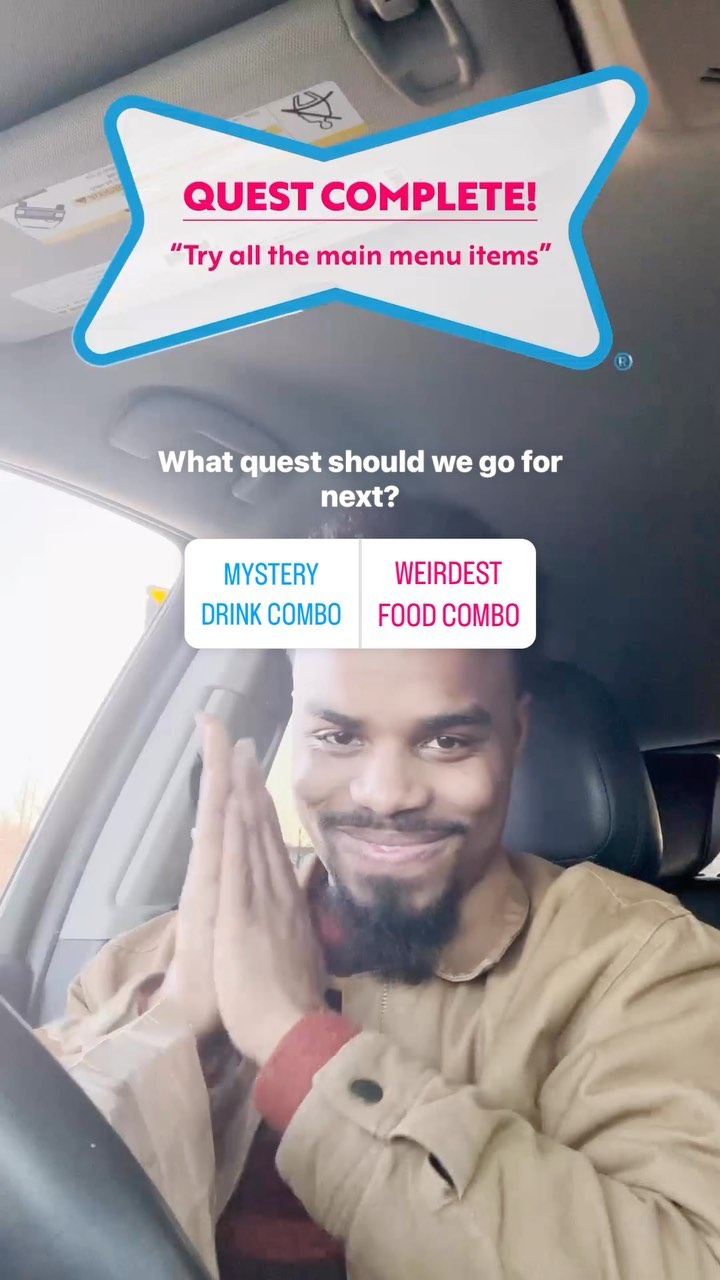 QUEST COMPLETE!
“Try all the main menu items”
®
What quest should we go for
next?
MYSTERY
DRINK COMBO
WEIRDEST
FOOD COMBO